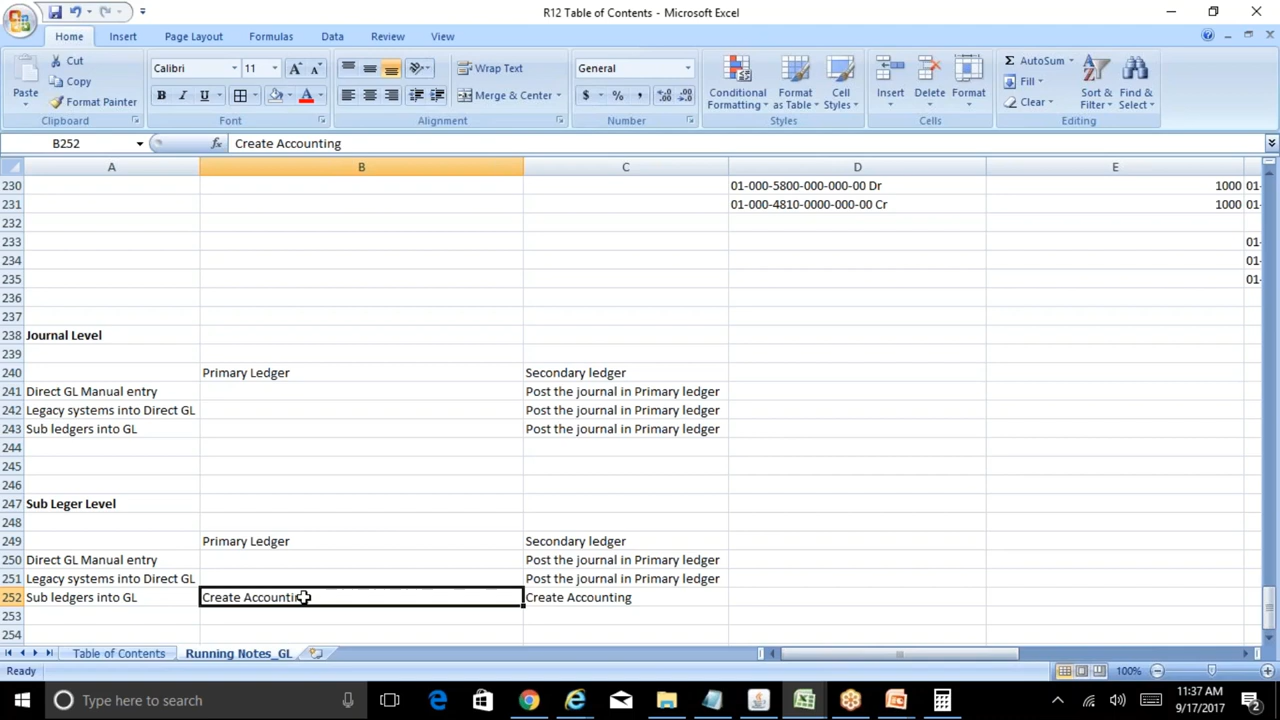 R12 Table of Contents - Microsoft Excel
Home Insert Page Layout Formulas Data Review View
Paste
Cut
Copy
Format Painter
Clipboard
Calibri 11
Font
Wrap Text
Merge & Center
Alignment
General
Number
Conditional Formatting
Format as Table
Cell Styles
Styles
Insert Delete Format
Cells
AutoSum
Fill
Clear
Sort & Filter
Find & Select
Editing
B252 fx Create Accounting
A B C D E
230 01-000-5800-000-000-00 Dr 1000 01-
231 01-000-4810-0000-000-00 Cr 1000 01-
232
233 01-
234 01-
235 01-
236
237
238 Journal Level
239
240 Primary Ledger Secondary ledger
241 Direct GL Manual entry Post the journal in Primary ledger
242 Legacy systems into Direct GL Post the journal in Primary ledger
243 Sub ledgers into GL Post the journal in Primary ledger
244
245
246
247 Sub Leger Level
248
249 Primary Ledger Secondary ledger
250 Direct GL Manual entry Post the journal in Primary ledger
251 Legacy systems into Direct GL Post the journal in Primary ledger
252 Sub ledgers into GL Create Accounting Create Accounting
253
254
Table of Contents Running Notes_GL
Ready 100%
Type here to search
11:37 AM
9/17/2017
2